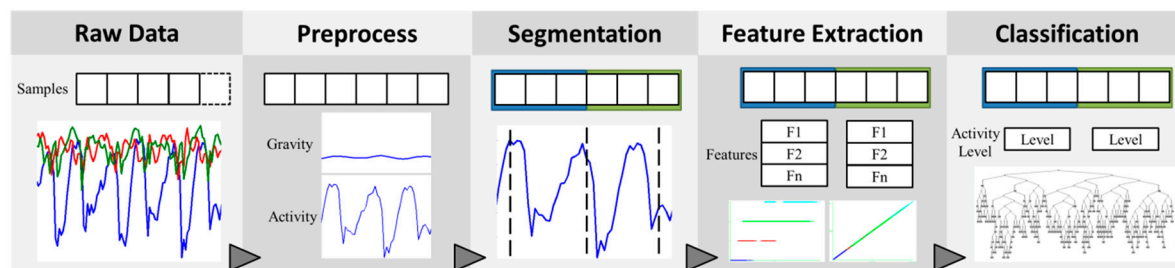 Raw Data
Preprocess
Segmentation
Feature Extraction
Classification
Samples
Gravity
Activity
Features
F1
F2
Fn
F1
F2
Fn
Activity
Level
Level
Level